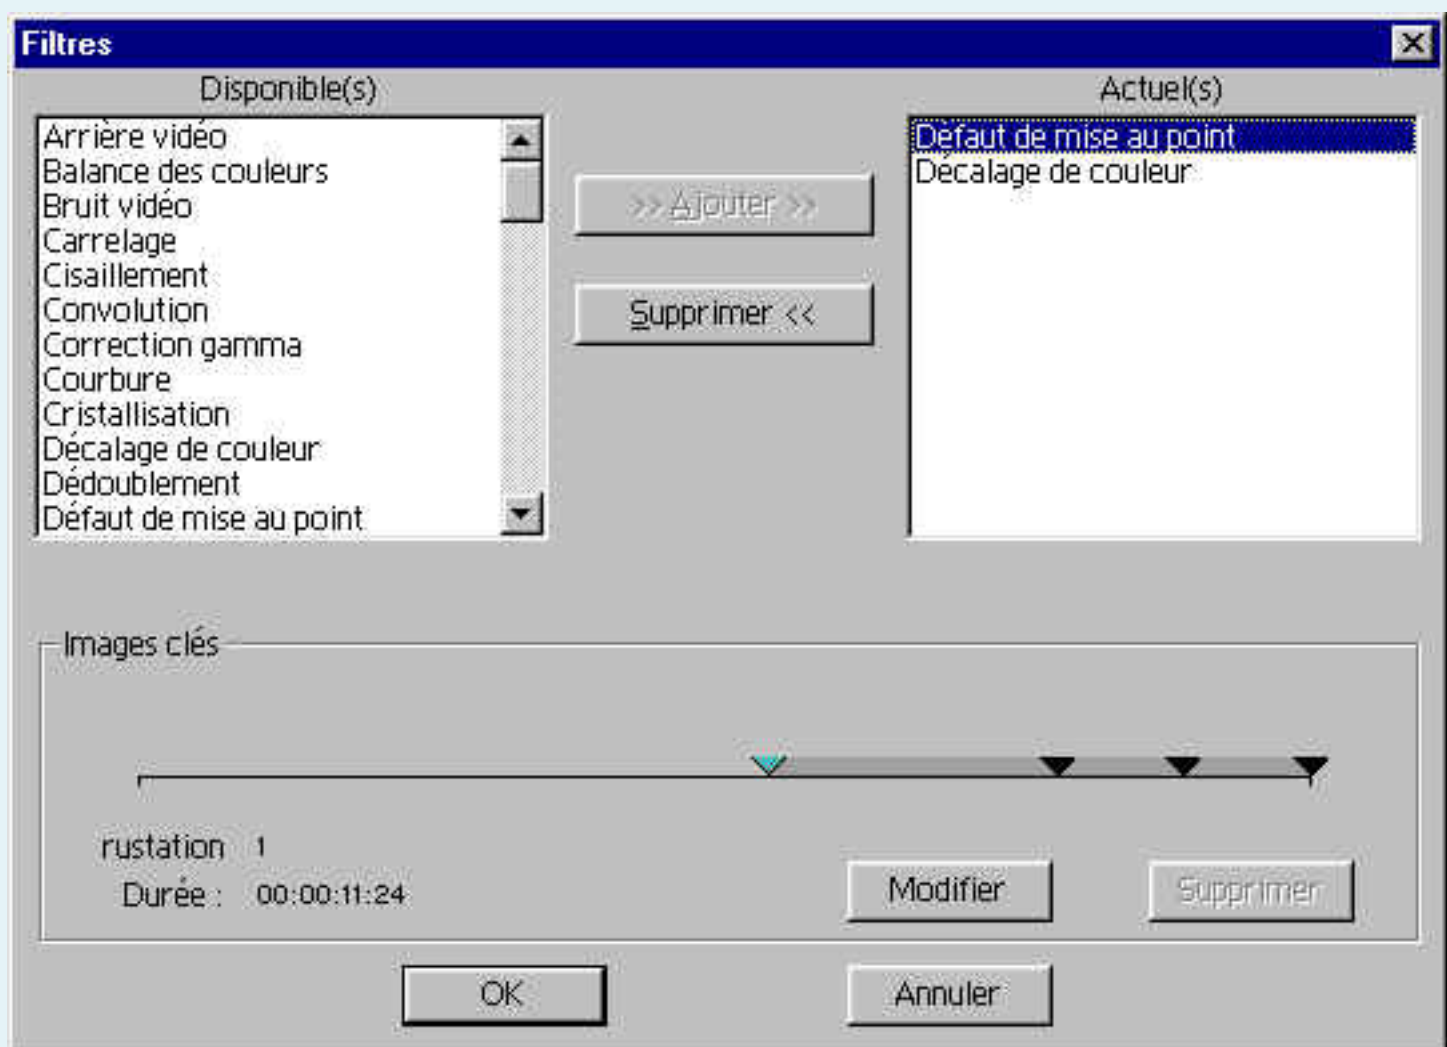 Filtres
Disponible(s)
Actuel(s)
Arrière vidéo
Balance des couleurs
Bruit vidéo
Carrelage
Cisaillement
Convolution
Correction gamma
Courbure
Cristallisation
Décalage de couleur
Dédoublement
Défaut de mise au point
>> Ajouter >>
Supprimer <<
Défaut de mise au point
Décalage de couleur
Images clés
rustation 1
Durée : 00:00:11:24
Modifier
Supprimer
OK
Annuler